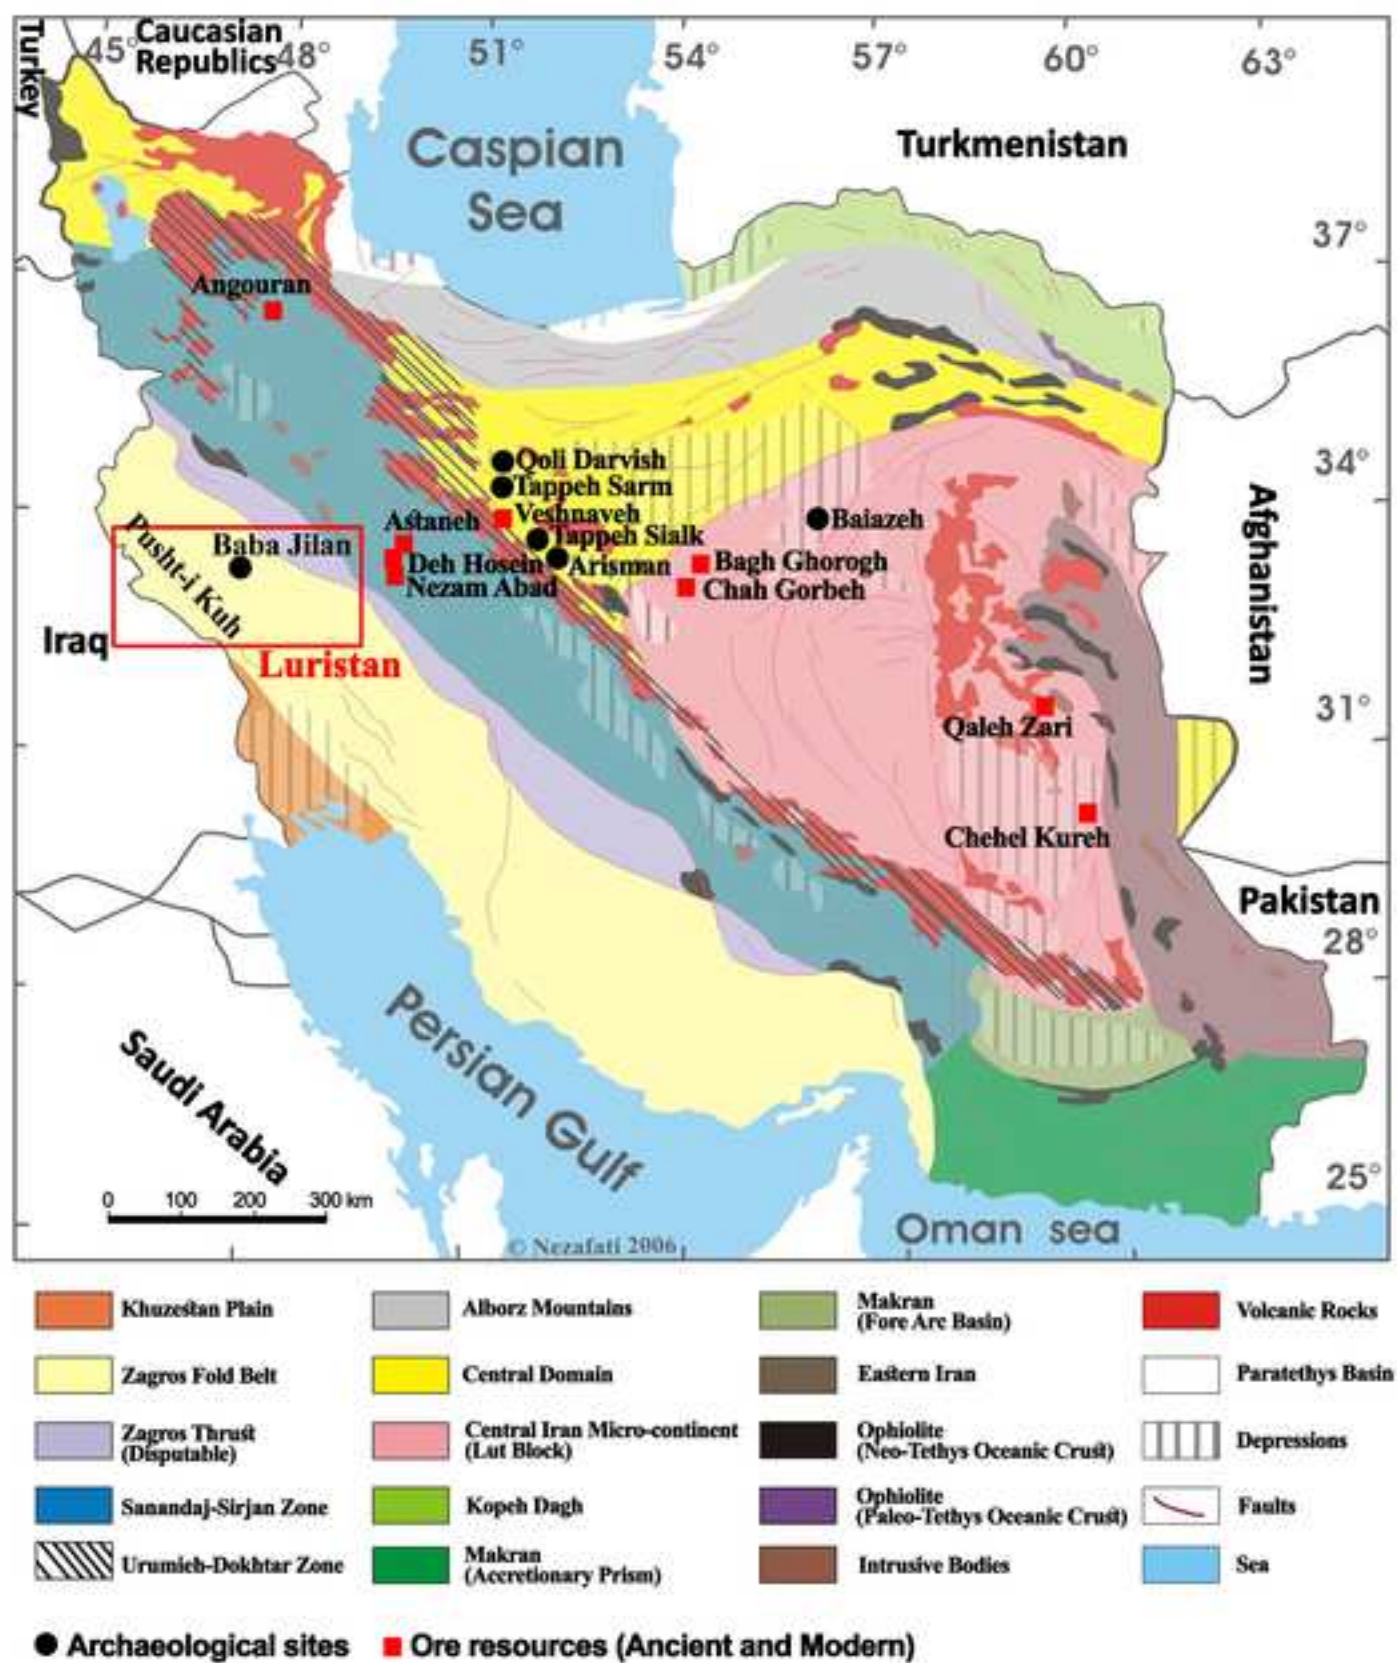 Turkey
45°
Caucasian
Republics
48°
51°
54°
57°
60°
63°
Caspian
Sea
Turkmenistan
37°
Angouran
Qoli Darvish
34°
Tappeh Sarm
Astaneh
Veshnaveh
Baiazeh
Tappeh Sialk
Afghanistan
Pusht-i Kuh
Baba Jilan
Deh Hosein
Arisman
Bagh Ghorogh
Nezam Abad
Chah Gorbeh
Iraq
Luristan
31°
Qaleh Zari
Chehel Kureh
Pakistan
28°
Persian Gulf
Saudi Arabia
25°
0 100 200 300 km
Oman sea
© Nezafati 2006
Khuzestan Plain
Alborz Mountains
Makran
(Fore Arc Basin)
Volcanic Rocks
Zagros Fold Belt
Central Domain
Eastern Iran
Paratethys Basin
Zagros Thrust
(Disputable)
Central Iran Micro-continent
(Lut Block)
Ophiolite
(Neo-Tethys Oceanic Crust)
Depressions
Sanandaj-Sirjan Zone
Kopeh Dagh
Ophiolite
(Paleo-Tethys Oceanic Crust)
Faults
Urumieh-Dokhtar Zone
Makran
(Accretionary Prism)
Intrusive Bodies
Sea
Archaeological sites
Ore resources (Ancient and Modern)